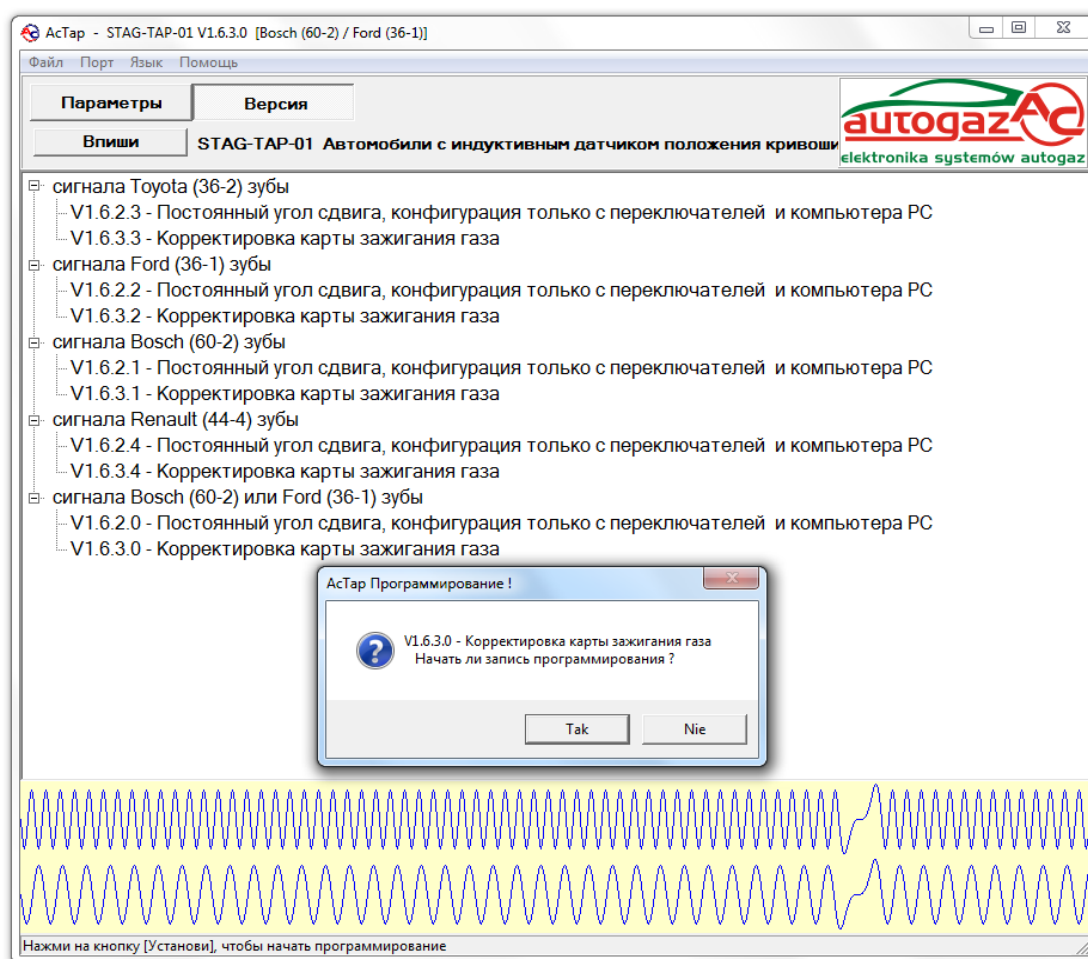 АсТар - STAG-TAP-01 V1.6.3.0 [Bosch (60-2) / Ford (36-1)]
Файл Порт Язык Помощь
Параметры Версия
Впиши STAG-TAP-01 Автомобили с индуктивным датчиком положения кривоши
autogaz AC
elektronika systemów autogaz
сигнала Toyota (36-2) зубы
V1.6.2.3 - Постоянный угол сдвига, конфигурация только с переключателей и компьютера РС
V1.6.3.3 - Корректировка карты зажигания газа
сигнала Ford (36-1) зубы
V1.6.2.2 - Постоянный угол сдвига, конфигурация только с переключателей и компьютера РС
V1.6.3.2 - Корректировка карты зажигания газа
сигнала Bosch (60-2) зубы
V1.6.2.1 - Постоянный угол сдвига, конфигурация только с переключателей и компьютера РС
V1.6.3.1 - Корректировка карты зажигания газа
сигнала Renault (44-4) зубы
V1.6.2.4 - Постоянный угол сдвига, конфигурация только с переключателей и компьютера РС
V1.6.3.4 - Корректировка карты зажигания газа
сигнала Bosch (60-2) или Ford (36-1) зубы
V1.6.2.0 - Постоянный угол сдвига, конфигурация только с переключателей и компьютера РС
V1.6.3.0 - Корректировка карты зажигания газа
АсТар Программирование !
V1.6.3.0 - Корректировка карты зажигания газа
Начать ли запись программирования ?
Tak Nie
Нажми на кнопку [Установи], чтобы начать программирование